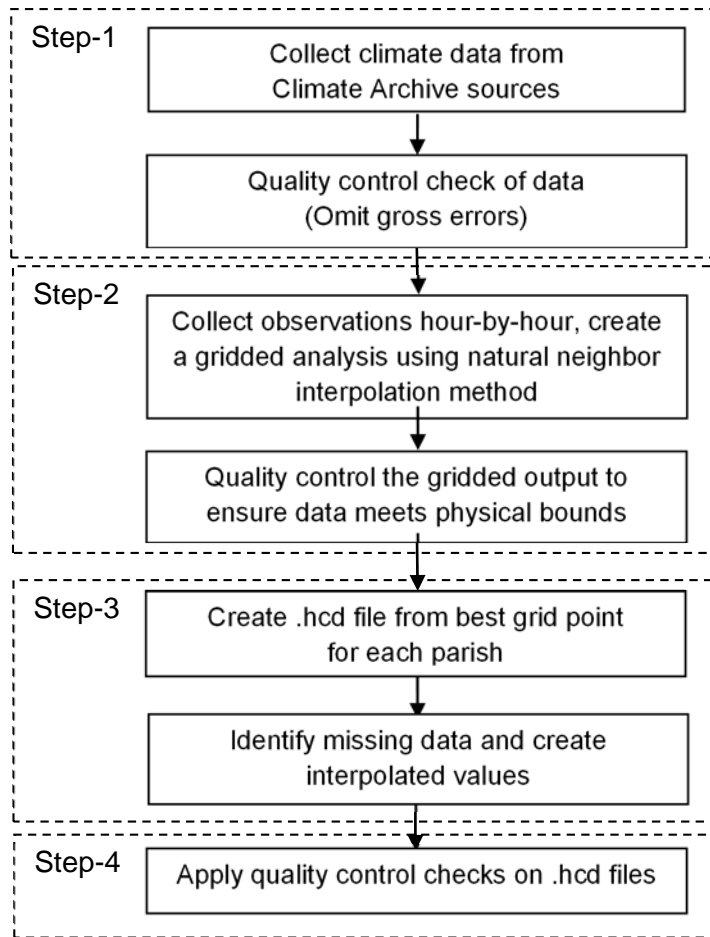 Step-1
Collect climate data from
Climate Archive sources
Quality control check of data
(Omit gross errors)
Step-2
Collect observations hour-by-hour, create
a gridded analysis using natural neighbor
interpolation method
Quality control the gridded output to
ensure data meets physical bounds
Step-3
Create .hcd file from best grid point
for each parish
Identify missing data and create
interpolated values
Step-4
Apply quality control checks on .hcd files